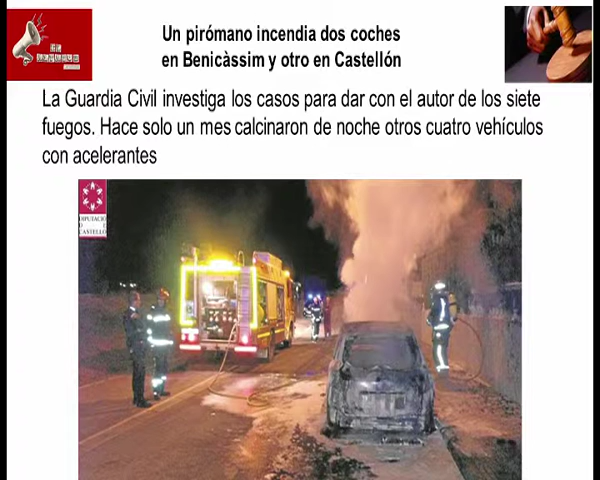 Un pirómano incendia dos coches
en Benicàssim y otro en Castellón
La Guardia Civil investiga los casos para dar con el autor de los siete
fuegos. Hace solo un mes calcinaron de noche otros cuatro vehículos
con acelerantes
DIPUTACIÓ
D E
CASTELLÓ